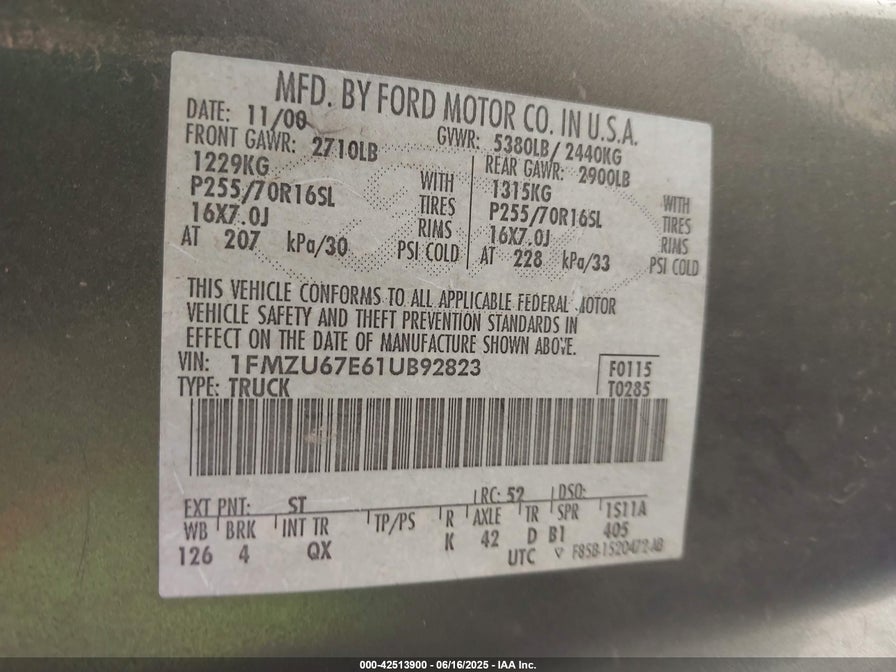 MFD. BY FORD MOTOR CO. IN U.S.A.
DATE: 11/00 GVWR: 5380LB/ 2440KG
FRONT GAWR: 2710LB REAR GAWR: 2900LB
1229KG WITH 1315KG WITH
P255/70R16SL TIRES P255/70R16SL TIRES
16X7.0J RIMS 16X7.0J RIMS
AT 207 kPa/30 PSI COLD AT 228 kPa/33 PSI COLD
THIS VEHICLE CONFORMS TO ALL APPLICABLE FEDERAL MOTOR
VEHICLE SAFETY AND THEFT PREVENTION STANDARDS IN
EFFECT ON THE DATE OF MANUFACTURE SHOWN ABOVE.
VIN: 1FMZU67E61UB92823 F0115
TYPE: TRUCK T0285
EXT PNT: ST RC: 52 DSO:
WB BRK INT TR TP/PS R AXLE TR SPR 1S11A
126 4 QX K 42 D B1 405
UTC F85B-1520472-AB
000-42513900 - 06/16/2025 - IAA Inc.